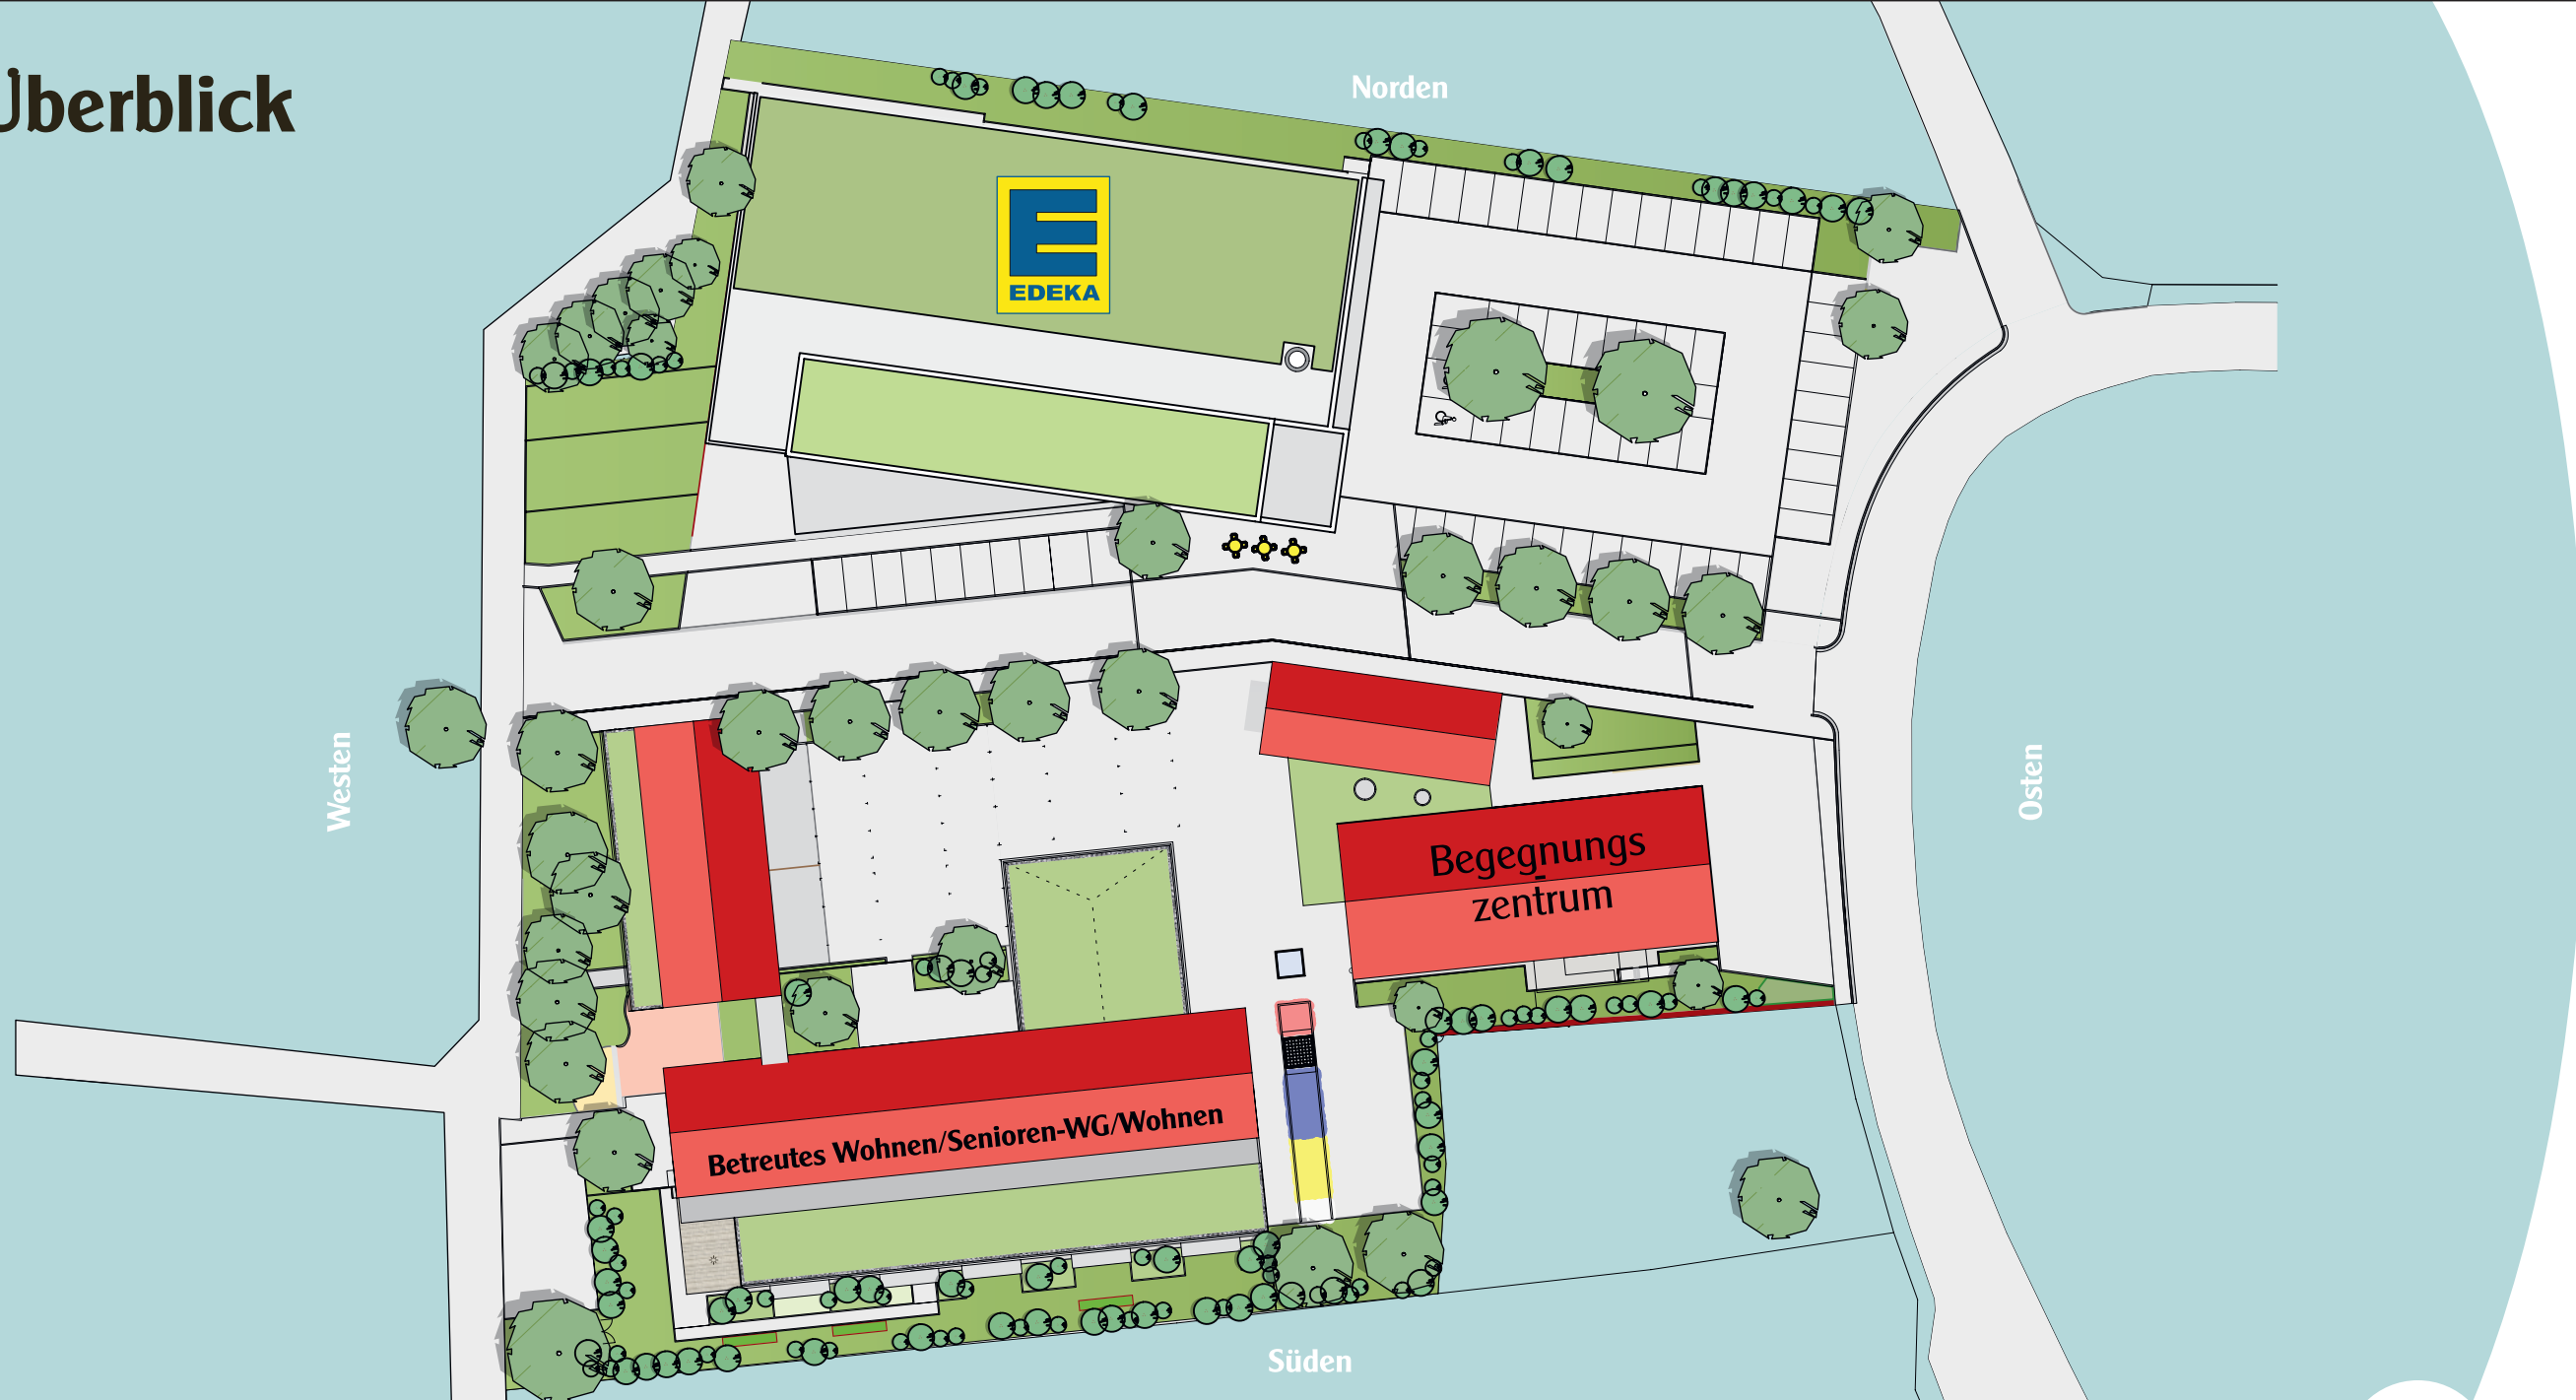 Überblick
Norden
E
EDEKA
Westen
Osten
Begegnungs
-
zentrum
Betreutes Wohnen/Senioren-WG/Wohnen
Süden